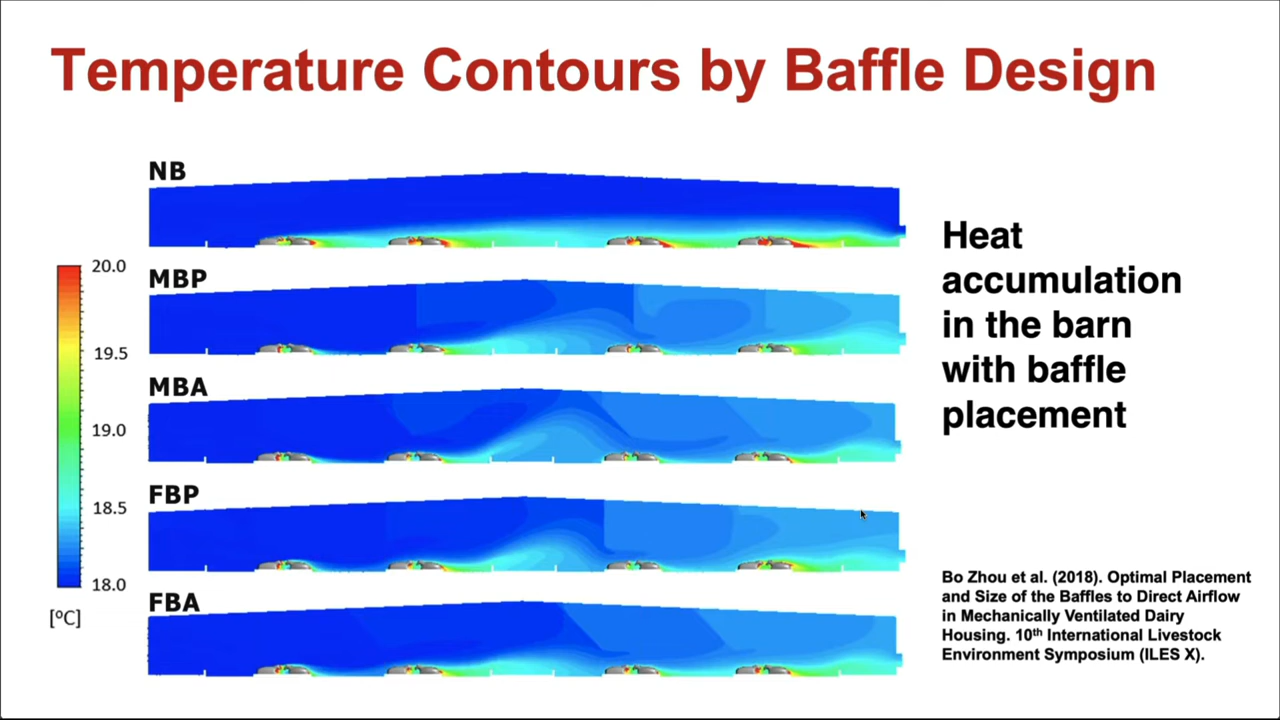 Temperature Contours by Baffle Design
NB
MBP
MBA
FBP
FBA
20.0
19.5
19.0
18.5
18.0
[ºC]
Heat
accumulation
in the barn
with baffle
placement
Bo Zhou et al. (2018). Optimal Placement
and Size of the Baffles to Direct Airflow
in Mechanically Ventilated Dairy
Housing. 10th International Livestock
Environment Symposium (ILES X).